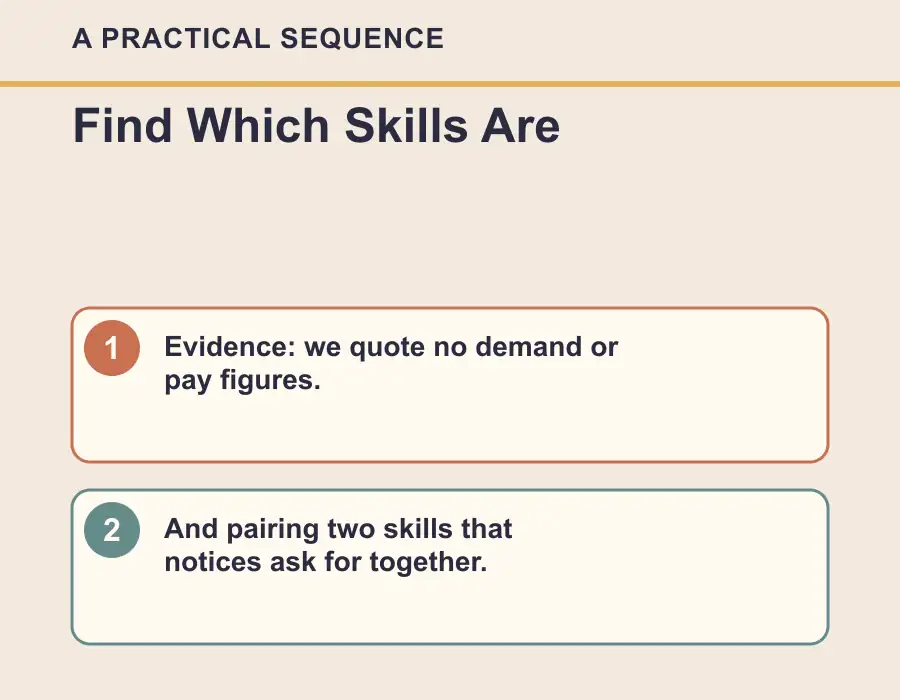 A PRACTICAL SEQUENCE
Find Which Skills Are
1
Evidence: we quote no demand or
pay figures.
2
And pairing two skills that
notices ask for together.